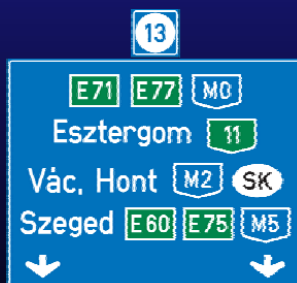 13
E71 E77 M0
Esztergom 11
Vác, Hont M2 SK
Szeged E60 E75 M5